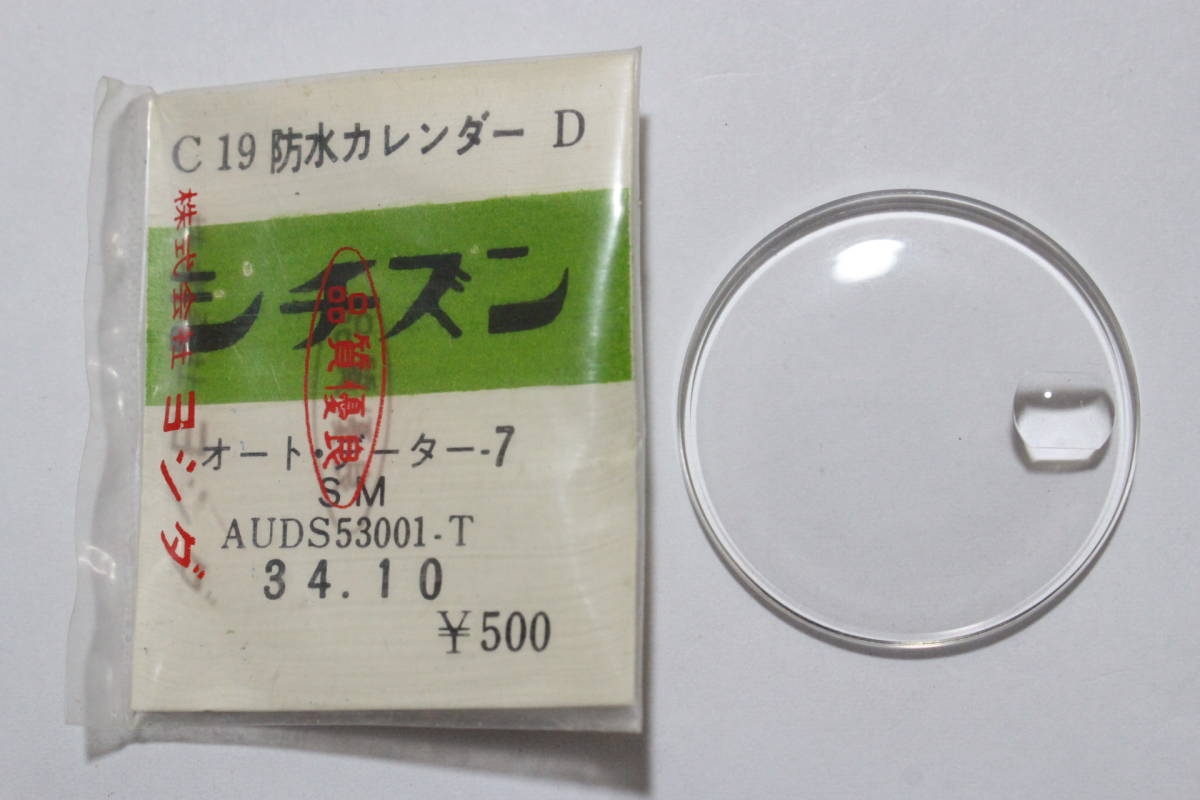 C 19 防水カレンダー D
シチズン
オート・データー-7
SM
AUDS53001-T
34.10
¥500
株式会社 ヨシダ
品質優良